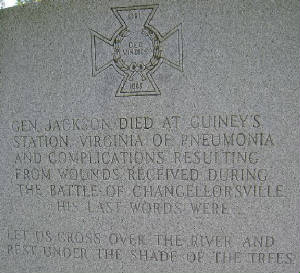 1861
DEO
VINDICE
1865
GEN. JACKSON DIED AT GUINEY'S
STATION, VIRGINIA OF PNEUMONIA
AND COMPLICATIONS RESULTING
FROM WOUNDS RECEIVED DURING
THE BATTLE OF CHANCELLORSVILLE.
HIS LAST WORDS WERE
LET US CROSS OVER THE RIVER AND
REST UNDER THE SHADE OF THE TREES